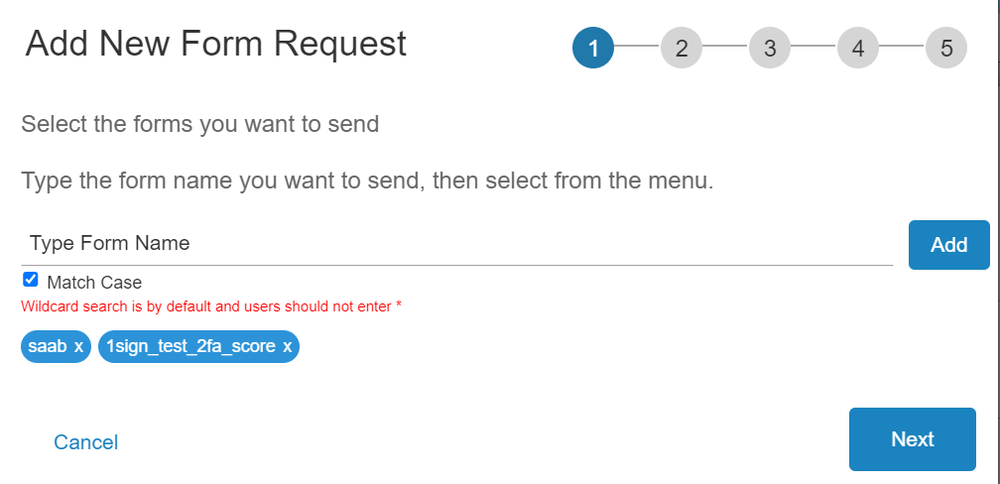 Add New Form Request
1 2 3 4 5
Select the forms you want to send
Type the form name you want to send, then select from the menu.
Type Form Name
Add
Match Case
Wildcard search is by default and users should not enter *
saab x 1sign_test_2fa_score x
Cancel
Next